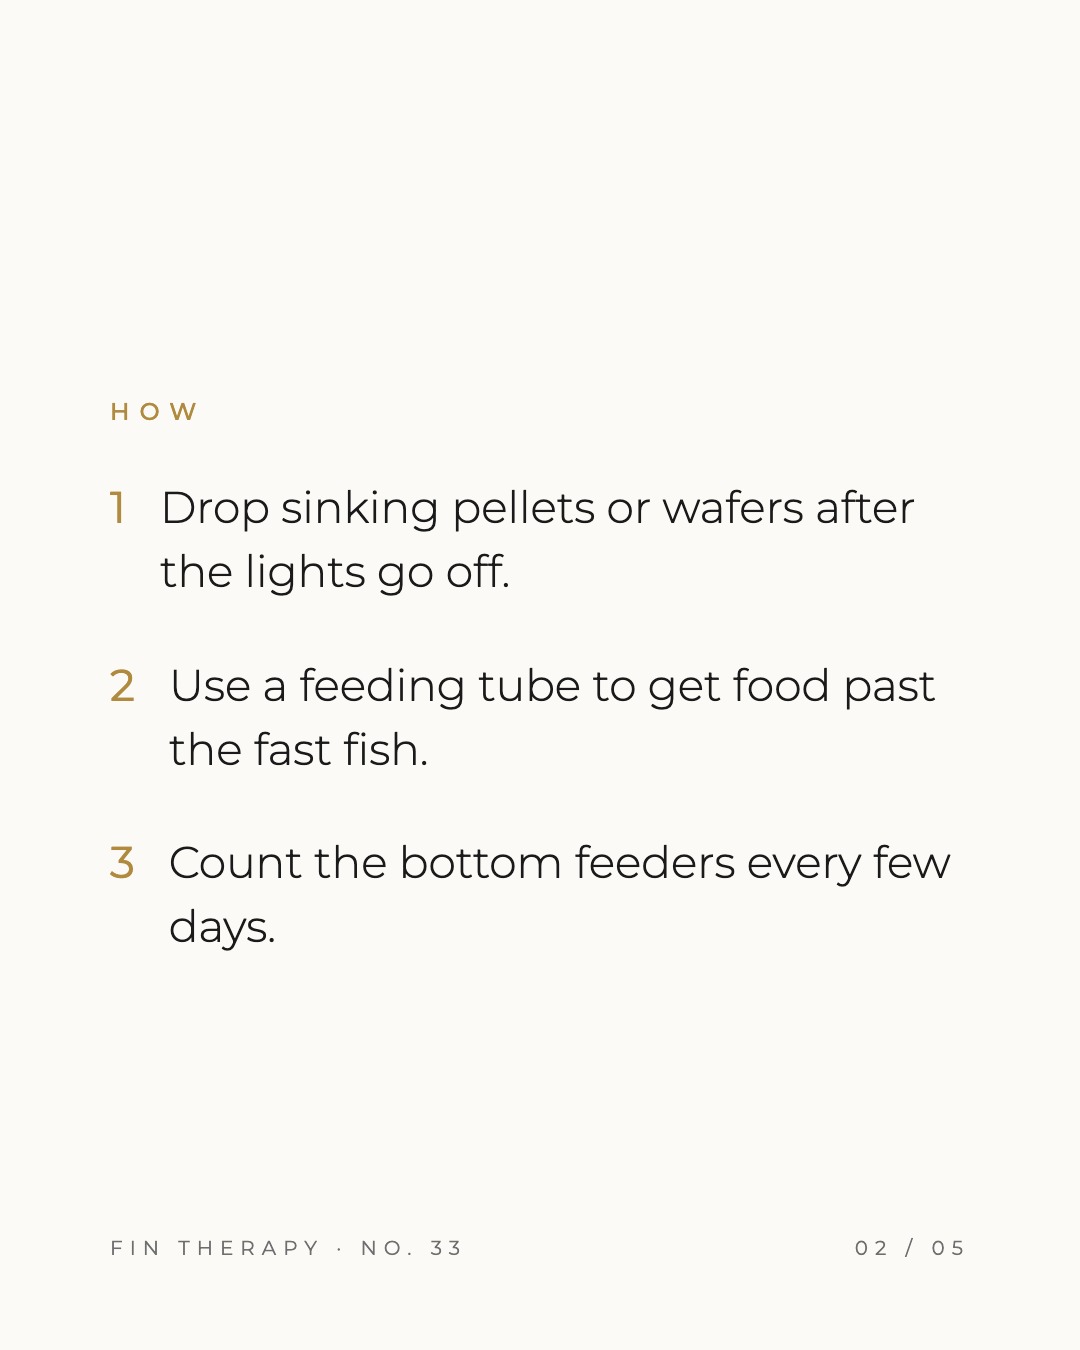 HOW
1 Drop sinking pellets or wafers after
the lights go off.
2 Use a feeding tube to get food past
the fast fish.
3 Count the bottom feeders every few
days.
FIN THERAPY · NO. 33
02 / 05